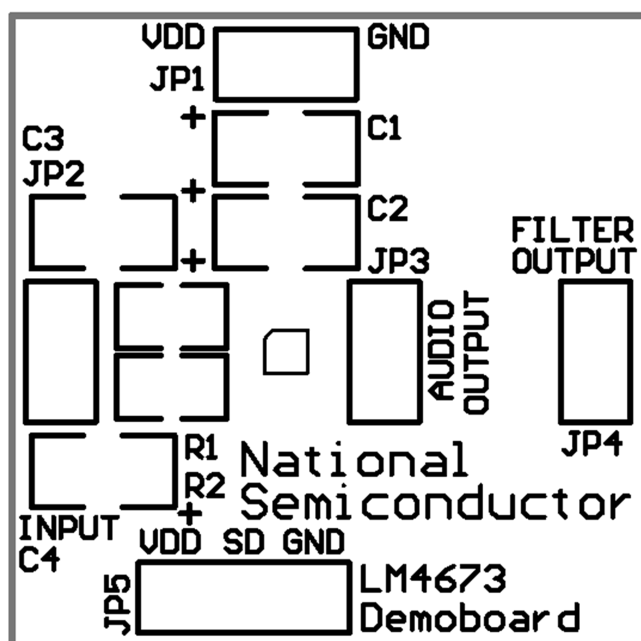 VDD GND
JP1
+
C1
C3
JP2
+
C2
FILTER
OUTPUT
+
JP3
AUDIO
OUTPUT
JP4
R1
R2
National
Semiconductor
+
INPUT
C4
VDD SD GND
JP5
LM4673
Demoboard